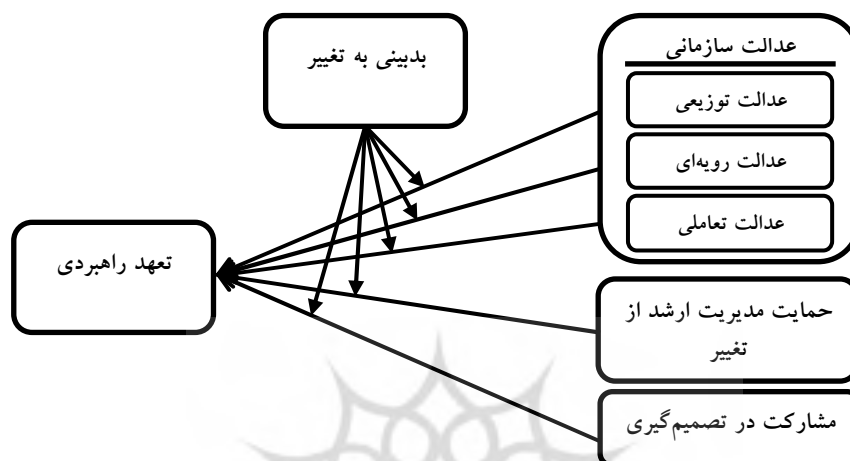 عدالت سازمانی
عدالت توزیعی
عدالت رویه‌ای
عدالت تعاملی
حمایت مدیریت ارشد از
تغییر
مشارکت در تصمیم‌گیری
بدبینی به تغییر
تعهد راهبردی